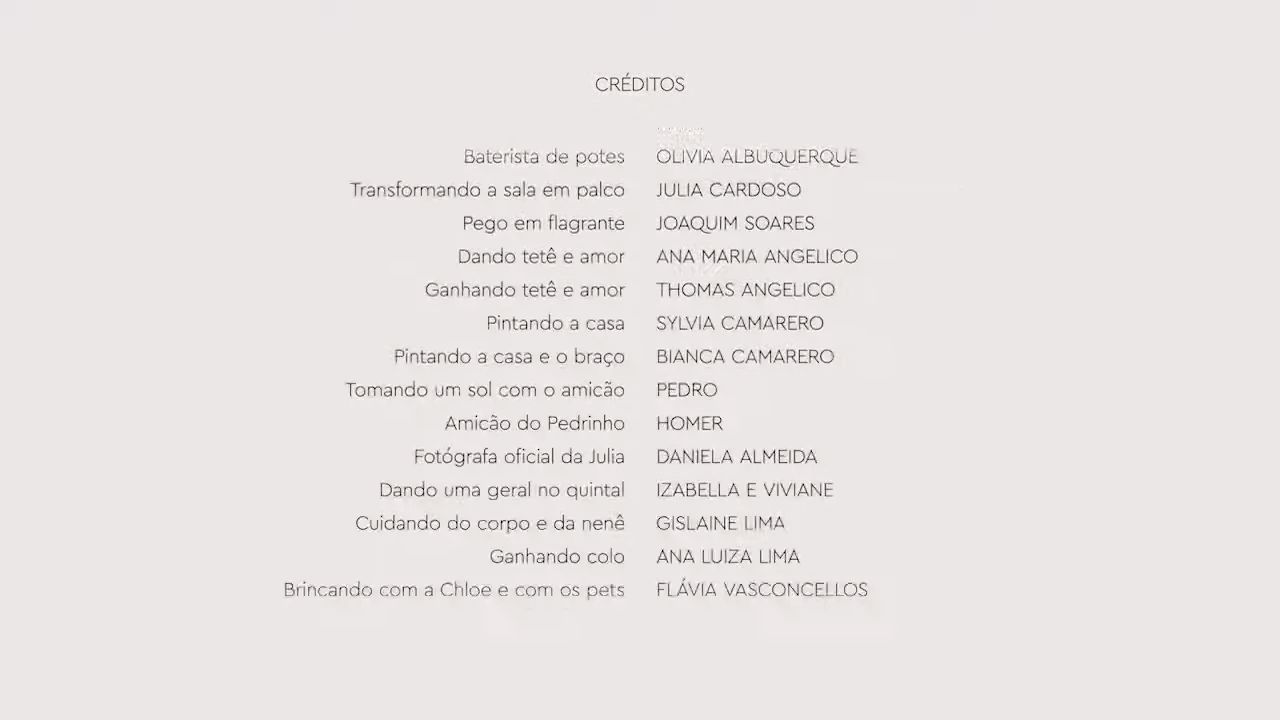 CRÉDITOS
Baterista de potes OLIVIA ALBUQUERQUE
Transformando a sala em palco JULIA CARDOSO
Pego em flagrante JOAQUIM SOARES
Dando tetê e amor ANA MARIA ANGELICO
Ganhando tetê e amor THOMAS ANGELICO
Pintando a casa SYLVIA CAMARERO
Pintando a casa e o braço BIANCA CAMARERO
Tomando um sol com o amicão PEDRO
Amicão do Pedrinho HOMER
Fotógrafa oficial da Julia DANIELA ALMEIDA
Dando uma geral no quintal IZABELLA E VIVIANE
Cuidando do corpo e da nenê GISLAINE LIMA
Ganhando colo ANA LUIZA LIMA
Brincando com a Chloe e com os pets FLÁVIA VASCONCELLOS